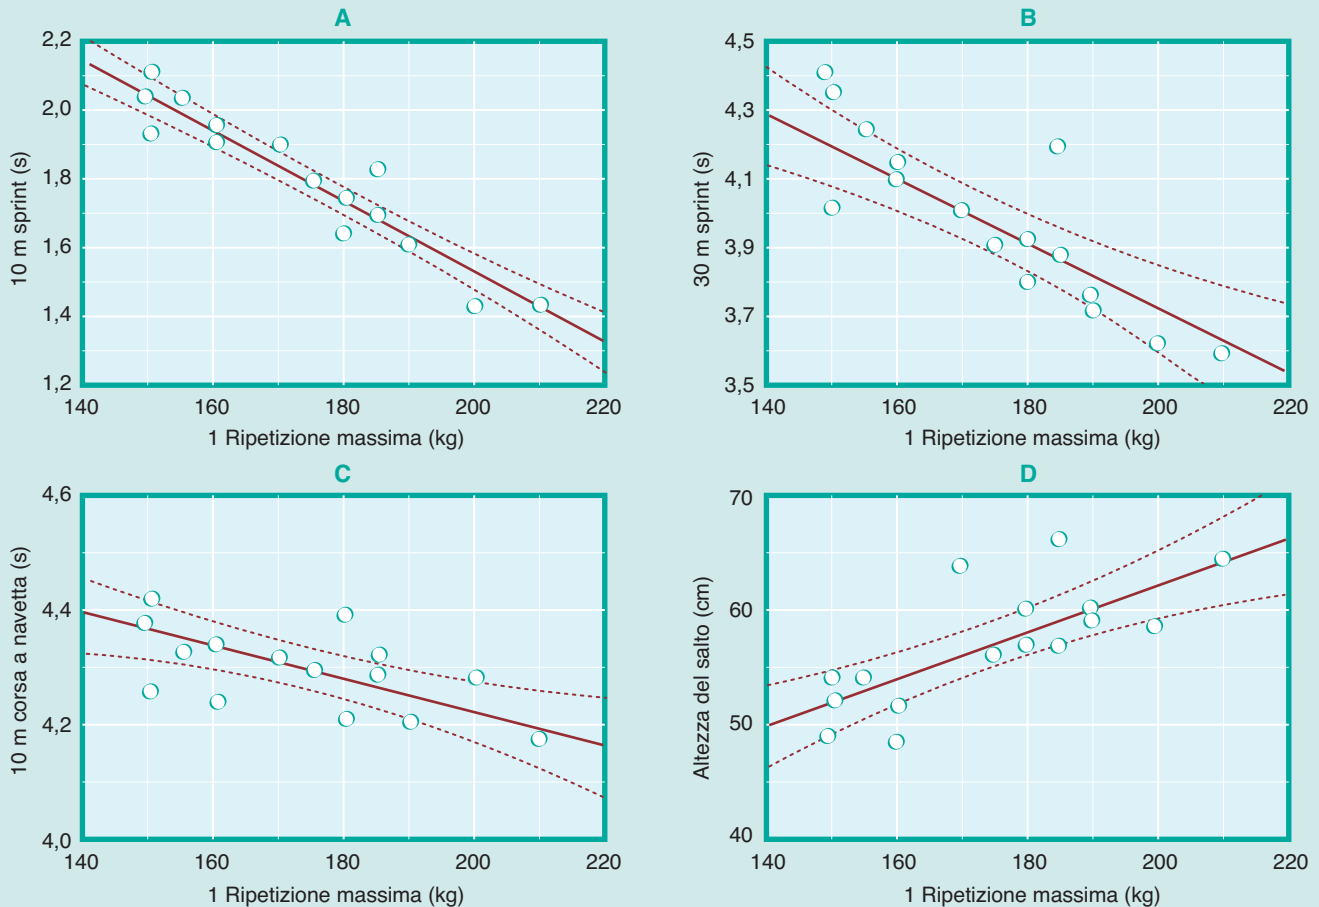 A
2,2
2,0
1,8
1,6
1,4
1,2
10 m sprint (s)
140 160 180 200 220
1 Ripetizione massima (kg)
B
4,5
4,3
4,1
3,9
3,7
3,5
30 m sprint (s)
140 160 180 200 220
1 Ripetizione massima (kg)
C
4,6
4,4
4,2
4,0
10 m corsa a navetta (s)
140 160 180 200 220
1 Ripetizione massima (kg)
D
70
60
50
40
Altezza del salto (cm)
140 160 180 200 220
1 Ripetizione massima (kg)